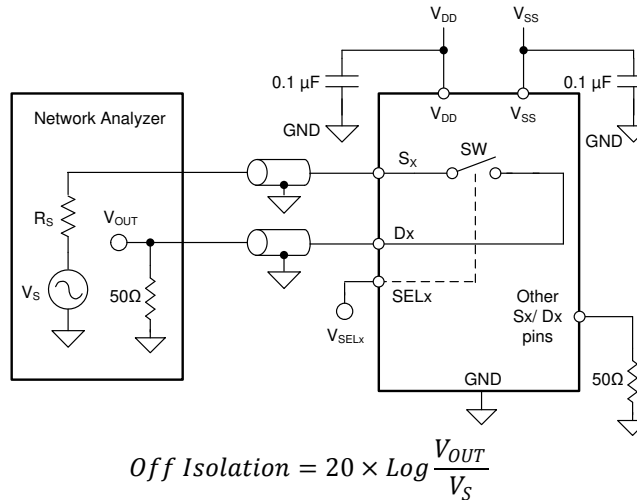 V_DD V_SS
0.1 µF 0.1 µF
V_DD V_SS
GND GND
Network Analyzer
S_X SW
R_S V_OUT
Dx
V_S 50Ω
SELx
V_SELx
Other
Sx/ Dx
pins
50Ω
GND
Off Isolation = 20 × Log V_OUT / V_S